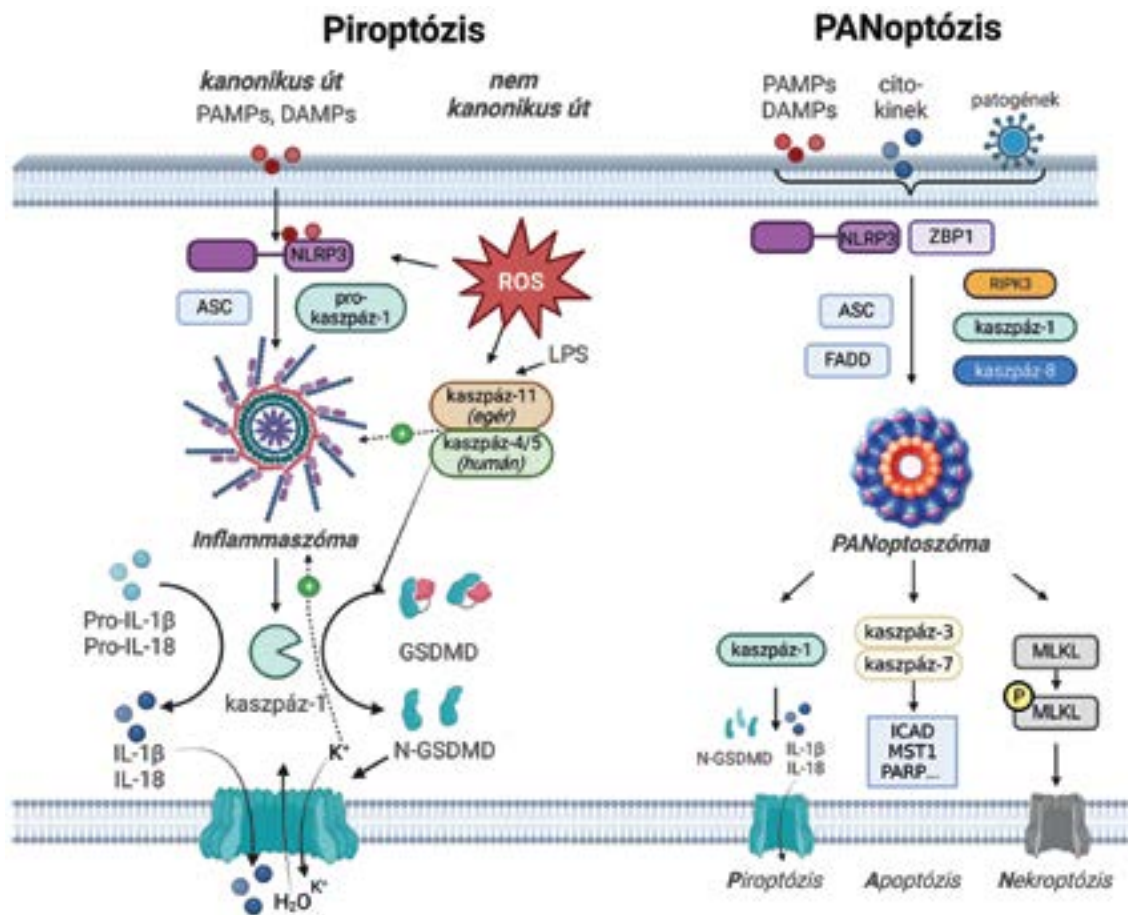 Piroptózis
kanonikus út
PAMPs, DAMPs
nem
kanonikus út
NLRP3
ROS
ASC
pro-
kaszpáz-1
LPS
kaszpáz-11
(egér)
kaszpáz-4/5
(humán)
+
Inflammaszóma
+
Pro-IL-1β
Pro-IL-18
GSDMD
kaszpáz-1
IL-1β
IL-18
K⁺
N-GSDMD
H₂O
K⁺
PANoptózis
PAMPs
DAMPs
cito-
kinek
patogének
NLRP3
ZBP1
RIPK3
ASC
kaszpáz-1
FADD
kaszpáz-8
PANoptoszóma
kaszpáz-1
kaszpáz-3
kaszpáz-7
MLKL
P
MLKL
N-GSDMD
IL-1β
IL-18
ICAD
MST1
PARP...
Piroptózis
Apoptózis
Nekroptózis